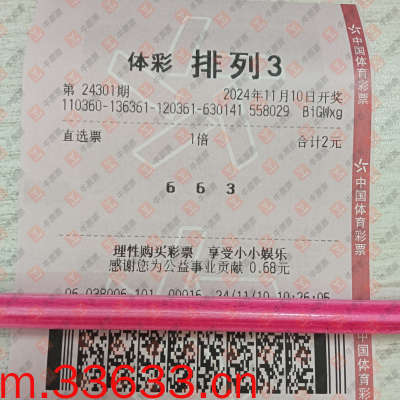 体彩 排列3
第 24301期 2024年11月10日开奖
110360-136361-120361-630141 558029 BiGWxg
直选票 1倍 合计2元
6 6 3
理性购买彩票 享受小小娱乐
感谢您为公益事业贡献 0.68元
中国体育彩票
中国体育彩票
m.33633.cn